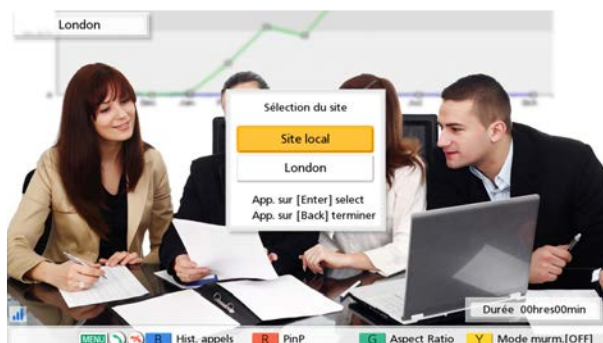 London
Sélection du site
Site local
London
App. sur [Enter] select
App. sur [Back] terminer
Durée 00hres00min
MENU B Hist. appels R PinP G Aspect Ratio Y Mode murm.[OFF]